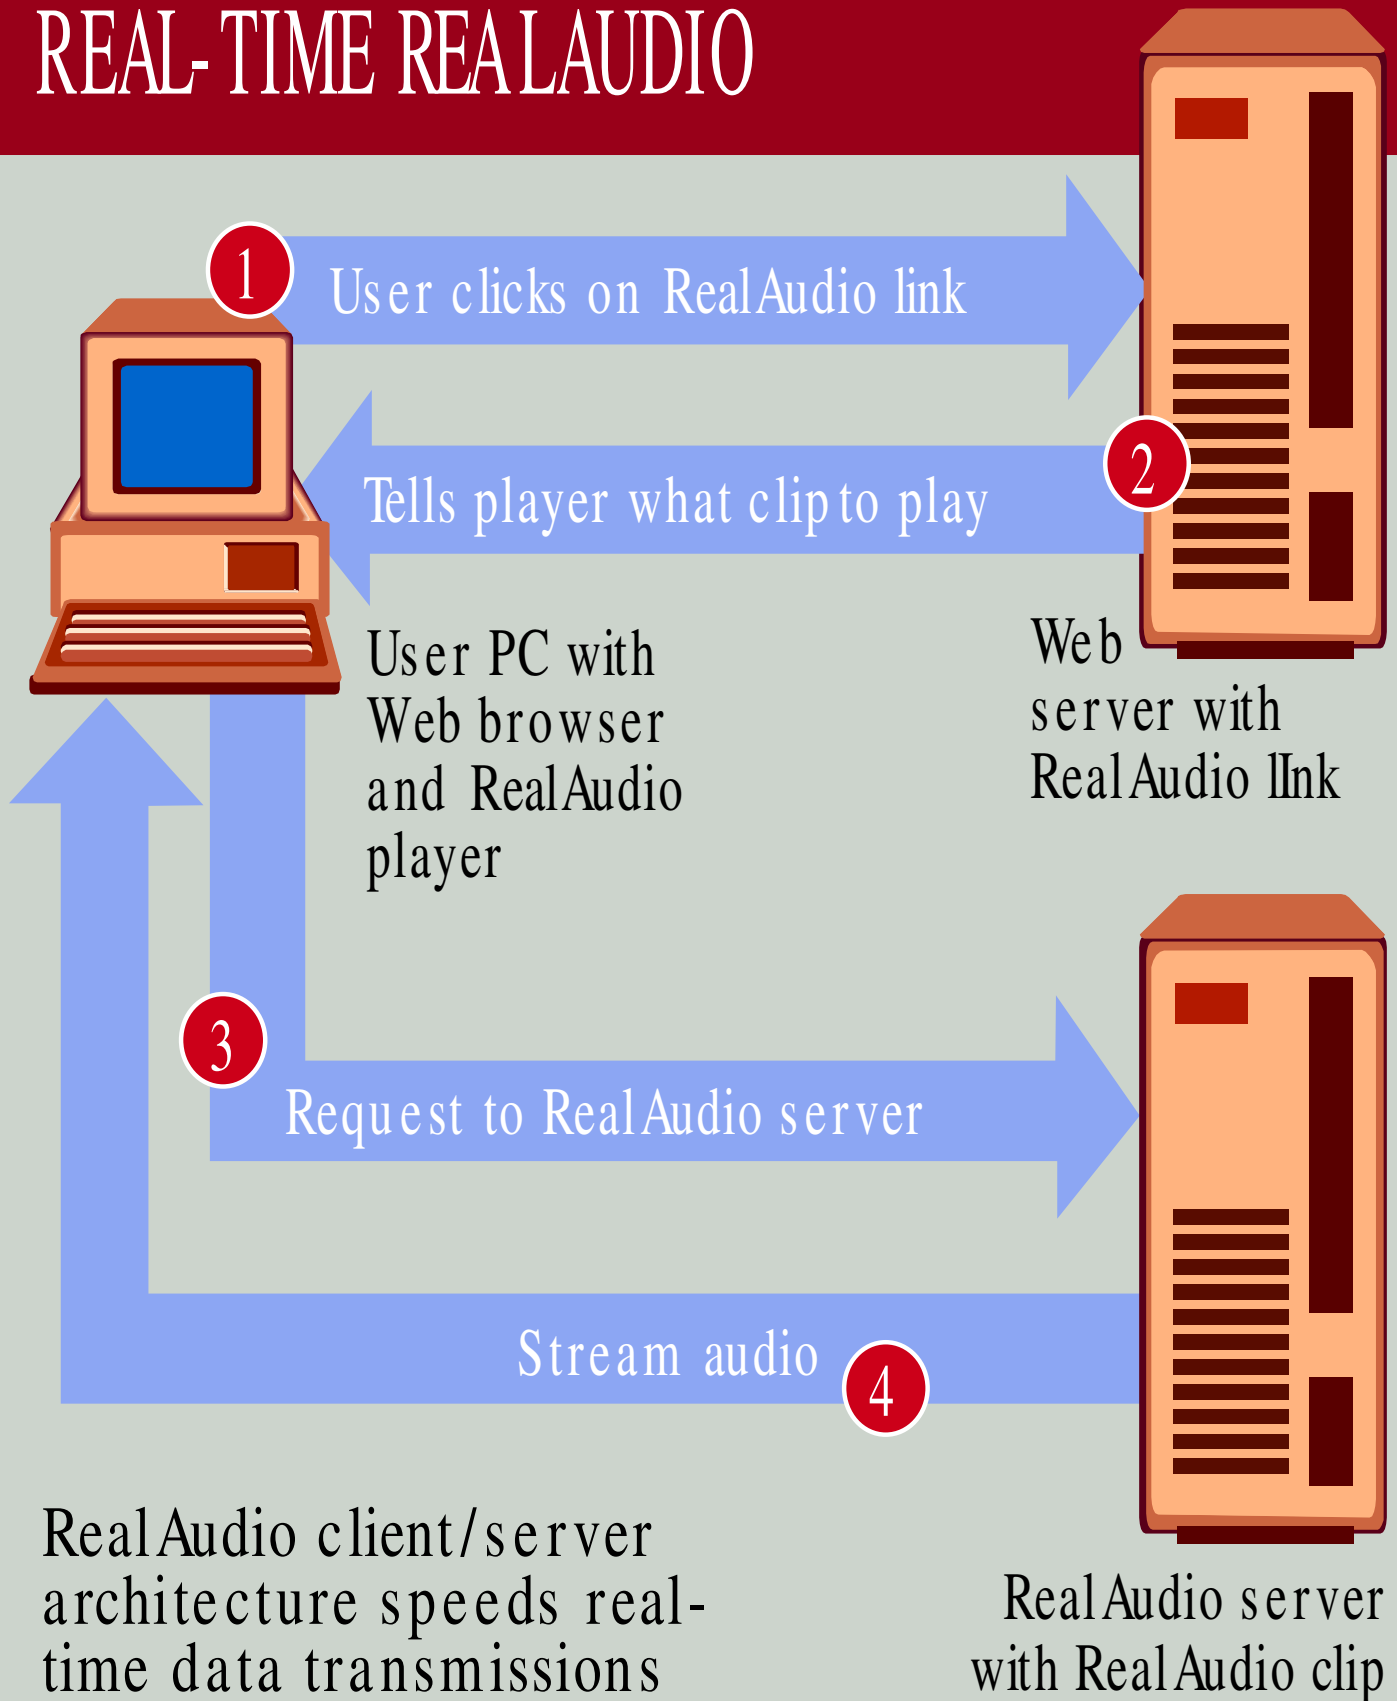 REAL-TIME REALAUDIO
1
User clicks on RealAudio link
2
Tells player what clip to play
User PC with
Web browser
and RealAudio
player
Web
server with
RealAudio lInk
3
Request to RealAudio server
Stream audio
4
RealAudio client/server
architecture speeds real-
time data transmissions
RealAudio server
with RealAudio clip